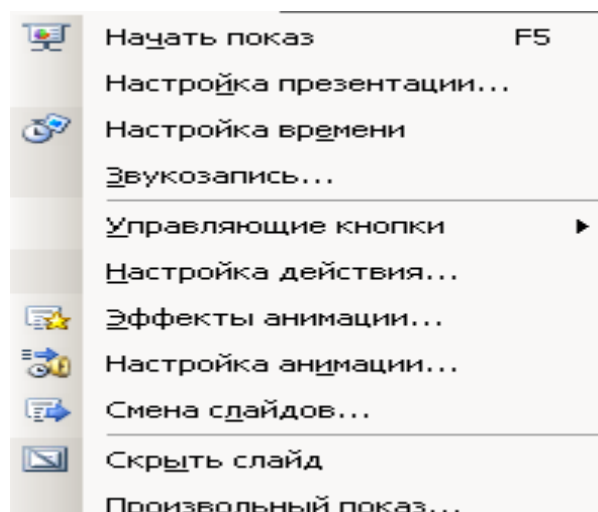 Начать показ F5
Настройка презентации...
Настройка времени
Звукозапись...
Управляющие кнопки
Настройка действия...
Эффекты анимации...
Настройка анимации...
Смена слайдов...
Скрыть слайд
Произвольный показ...